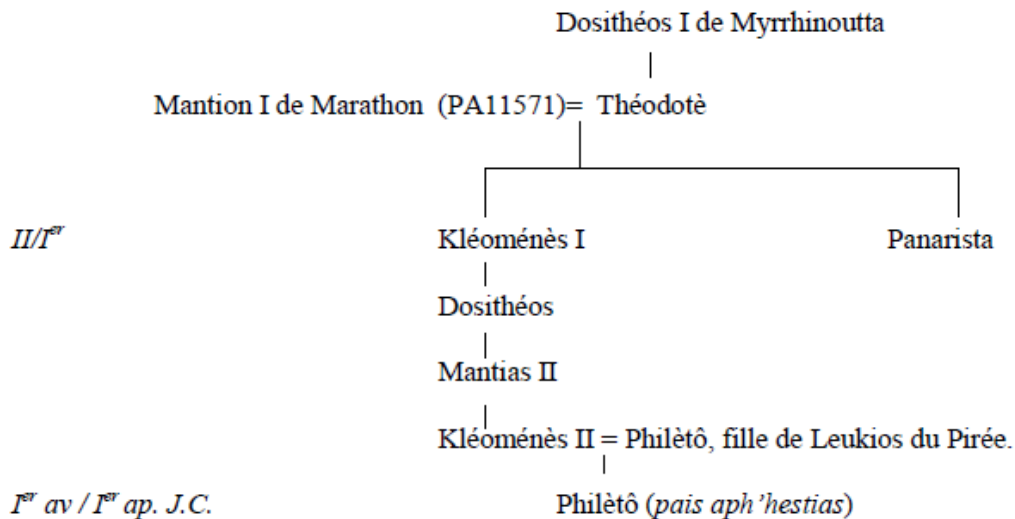 Dosithéos I de Myrrhinoutta
Mantion I de Marathon (PA11571)= Théodotè
II/Iᵉʳ Kléoménès I Panarista
Dosithéos
Mantias II
Kléoménès II = Philètô, fille de Leukios du Pirée.
Iᵉʳ av / Iᵉʳ ap. J.C. Philètô (pais aph’hestias)